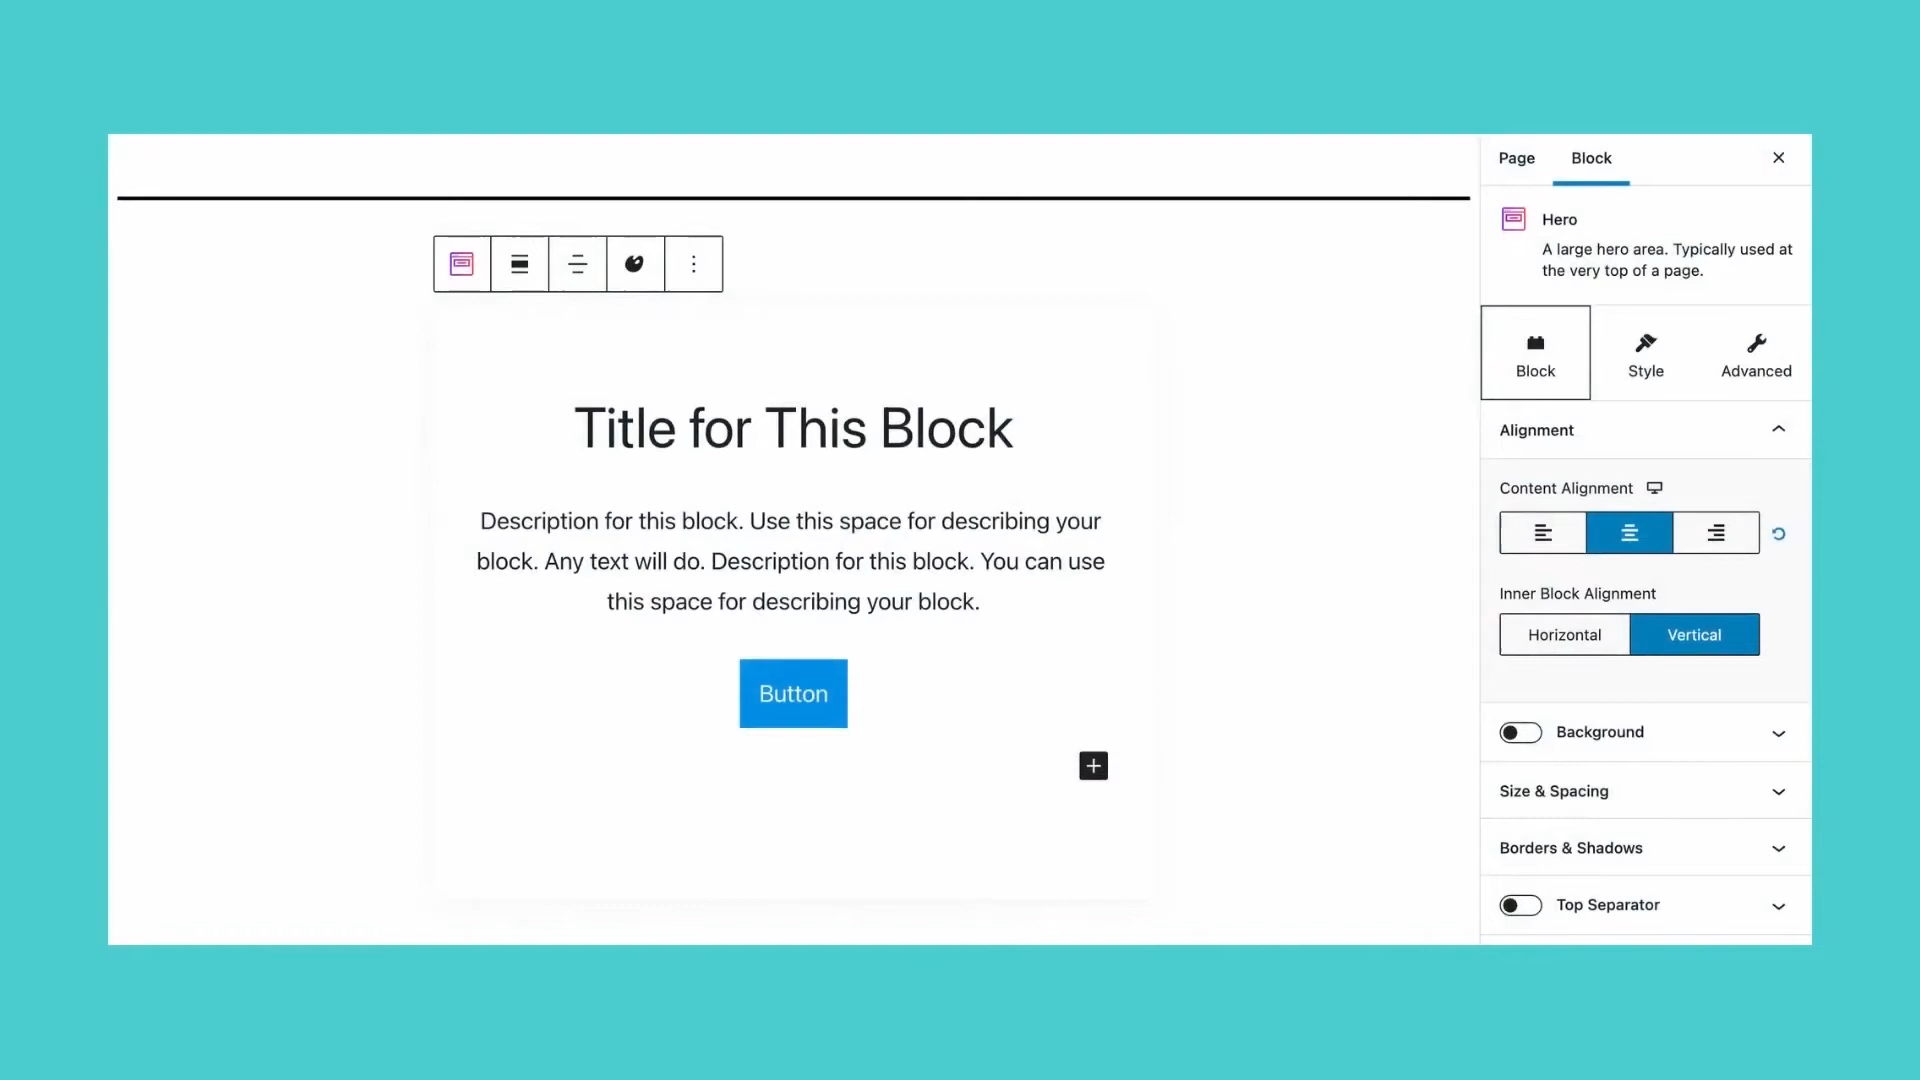 Page Block
Hero
A large hero area. Typically used at
the very top of a page.
Block Style Advanced
Title for This Block
Description for this block. Use this space for describing your
block. Any text will do. Description for this block. You can use
this space for describing your block.
Button
Alignment
Content Alignment
Inner Block Alignment
Horizontal Vertical
Background
Size & Spacing
Borders & Shadows
Top Separator